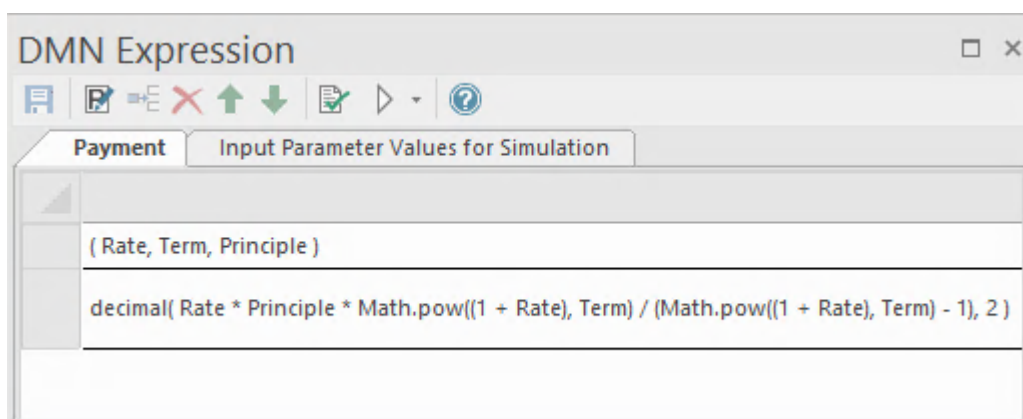 DMN Expression
Payment
Input Parameter Values for Simulation
( Rate, Term, Principle )
decimal( Rate * Principle * Math.pow((1 + Rate), Term) / (Math.pow((1 + Rate), Term) - 1), 2 )